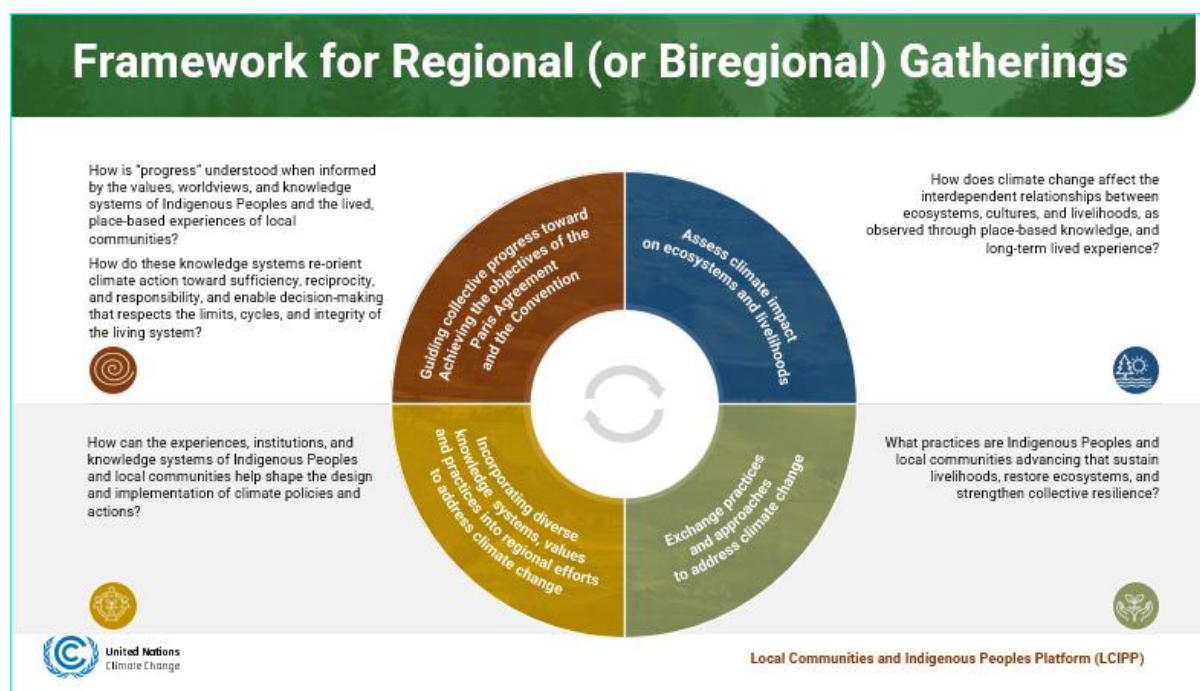 Framework for Regional (or Biregional) Gatherings
How is “progress” understood when informed
by the values, worldviews, and knowledge
systems of Indigenous Peoples and the lived,
place-based experiences of local
communities?
How do these knowledge systems re-orient
climate action toward sufficiency, reciprocity,
and responsibility, and enable decision-making
that respects the limits, cycles, and integrity of
the living system?
Guiding collective progress toward
Achieving the objectives of the
Paris Agreement
and the Convention
Assess climate impact
on ecosystems and livelihoods
How does climate change affect the
interdependent relationships between
ecosystems, cultures, and livelihoods, as
observed through place-based knowledge, and
long-term lived experience?
How can the experiences, institutions, and
knowledge systems of Indigenous Peoples
and local communities help shape the design
and implementation of climate policies and
actions?
Incorporating diverse
knowledge systems, values
and practices into regional efforts
to address climate change
Exchange practices
and approaches
to address climate change
What practices are Indigenous Peoples and
local communities advancing that sustain
livelihoods, restore ecosystems, and
strengthen collective resilience?
United Nations
Climate Change
Local Communities and Indigenous Peoples Platform (LCIPP)